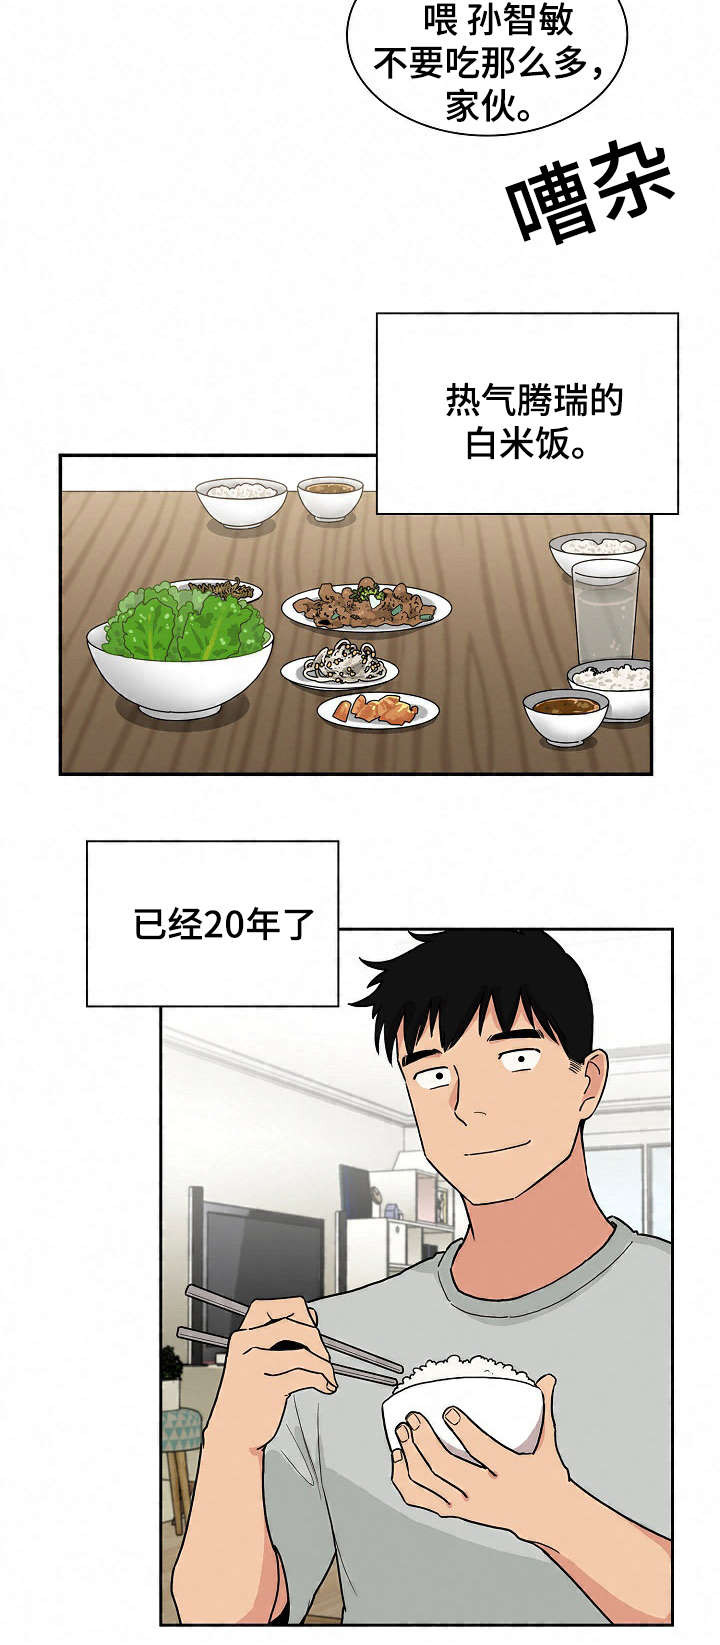 喂 孙智敏
不要吃那么多，
家伙。
嘈杂
热气腾瑞的
白米饭。
已经20年了